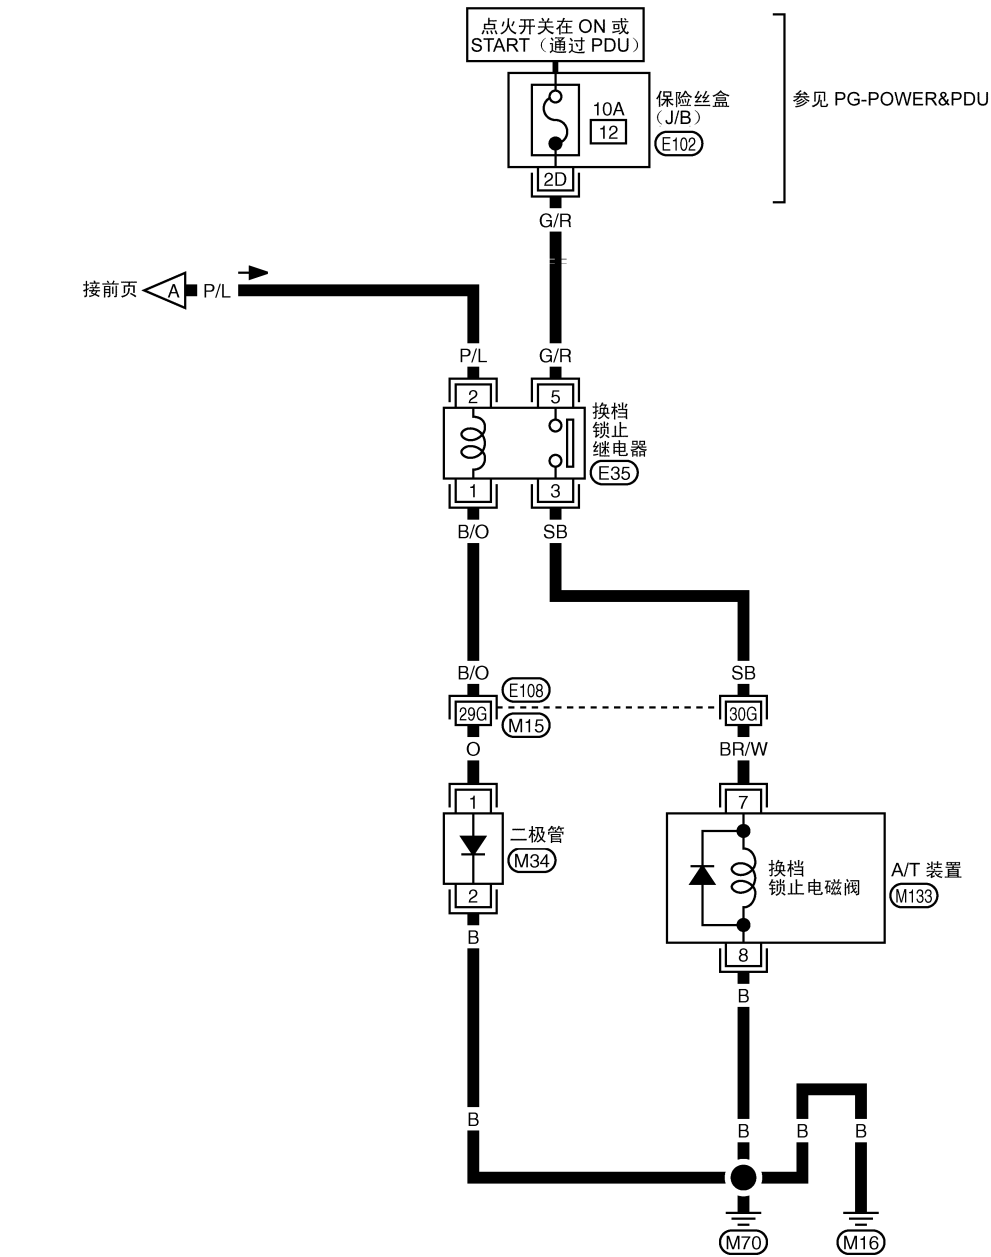 点火开关在 ON 或
START（通过 PDU）
10A
12
保险丝盒
（J/B）
E102
参见 PG-POWER&PDU
2D
G/R
接前页
A
P/L
P/L
G/R
2
5
换档
锁止
继电器
E35
1
3
B/O
SB
B/O
SB
E108
29G
30G
M15
O
BR/W
1
7
二极管
M34
换档
锁止电磁阀
A/T 装置
M133
2
8
B
B
B
B
B
B
M70
M16